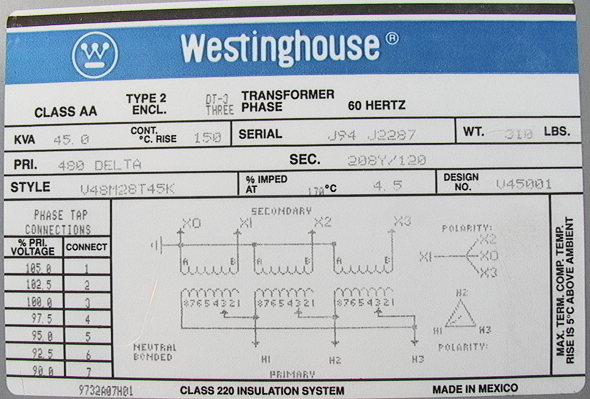 Westinghouse®
CLASS AA TYPE 2 ENCL. DT-3 THREE TRANSFORMER PHASE 60 HERTZ
KVA 45.0 CONT. °C. RISE 150 SERIAL J94 J2287 WT. 310 LBS.
PRI. 480 DELTA SEC. 208Y/120
STYLE V48M28T45K % IMPED AT 170°C 4.5 DESIGN NO. V45001
PHASE TAP CONNECTIONS
% PRI. VOLTAGE CONNECT
105.0 1
102.5 2
100.0 3
97.5 4
95.0 5
92.5 6
90.0 7
SECONDARY
X0 X1 X2 X3
A B A B A B
87654321 87654321 87654321
NEUTRAL BONDED
H1 H2 H3
PRIMARY
POLARITY:
X2
X1 X0
X3
H2
H1 H3
POLARITY:
MAX. TERM. COMP. TEMP.
RISE IS 5°C ABOVE AMBIENT
9732A07H01 CLASS 220 INSULATION SYSTEM MADE IN MEXICO